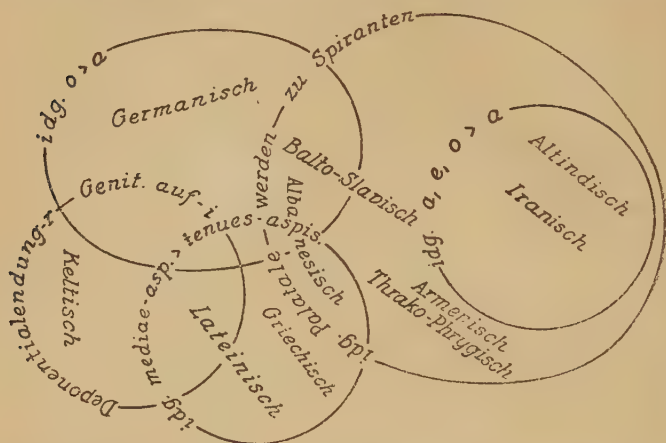 idg. o > a
Germanisch
idg. Palatale werden zu Spiranten
Balto-Slavisch
idg. a, e, o > a
Altindisch
Iranisch
Genit. auf-i
Deponentialendung-r
Keltisch
idg. mediae-asp. > tenues-aspis.
Albanesisch
Lateinisch
Griechisch
Armenisch
Thrako-Phrygisch